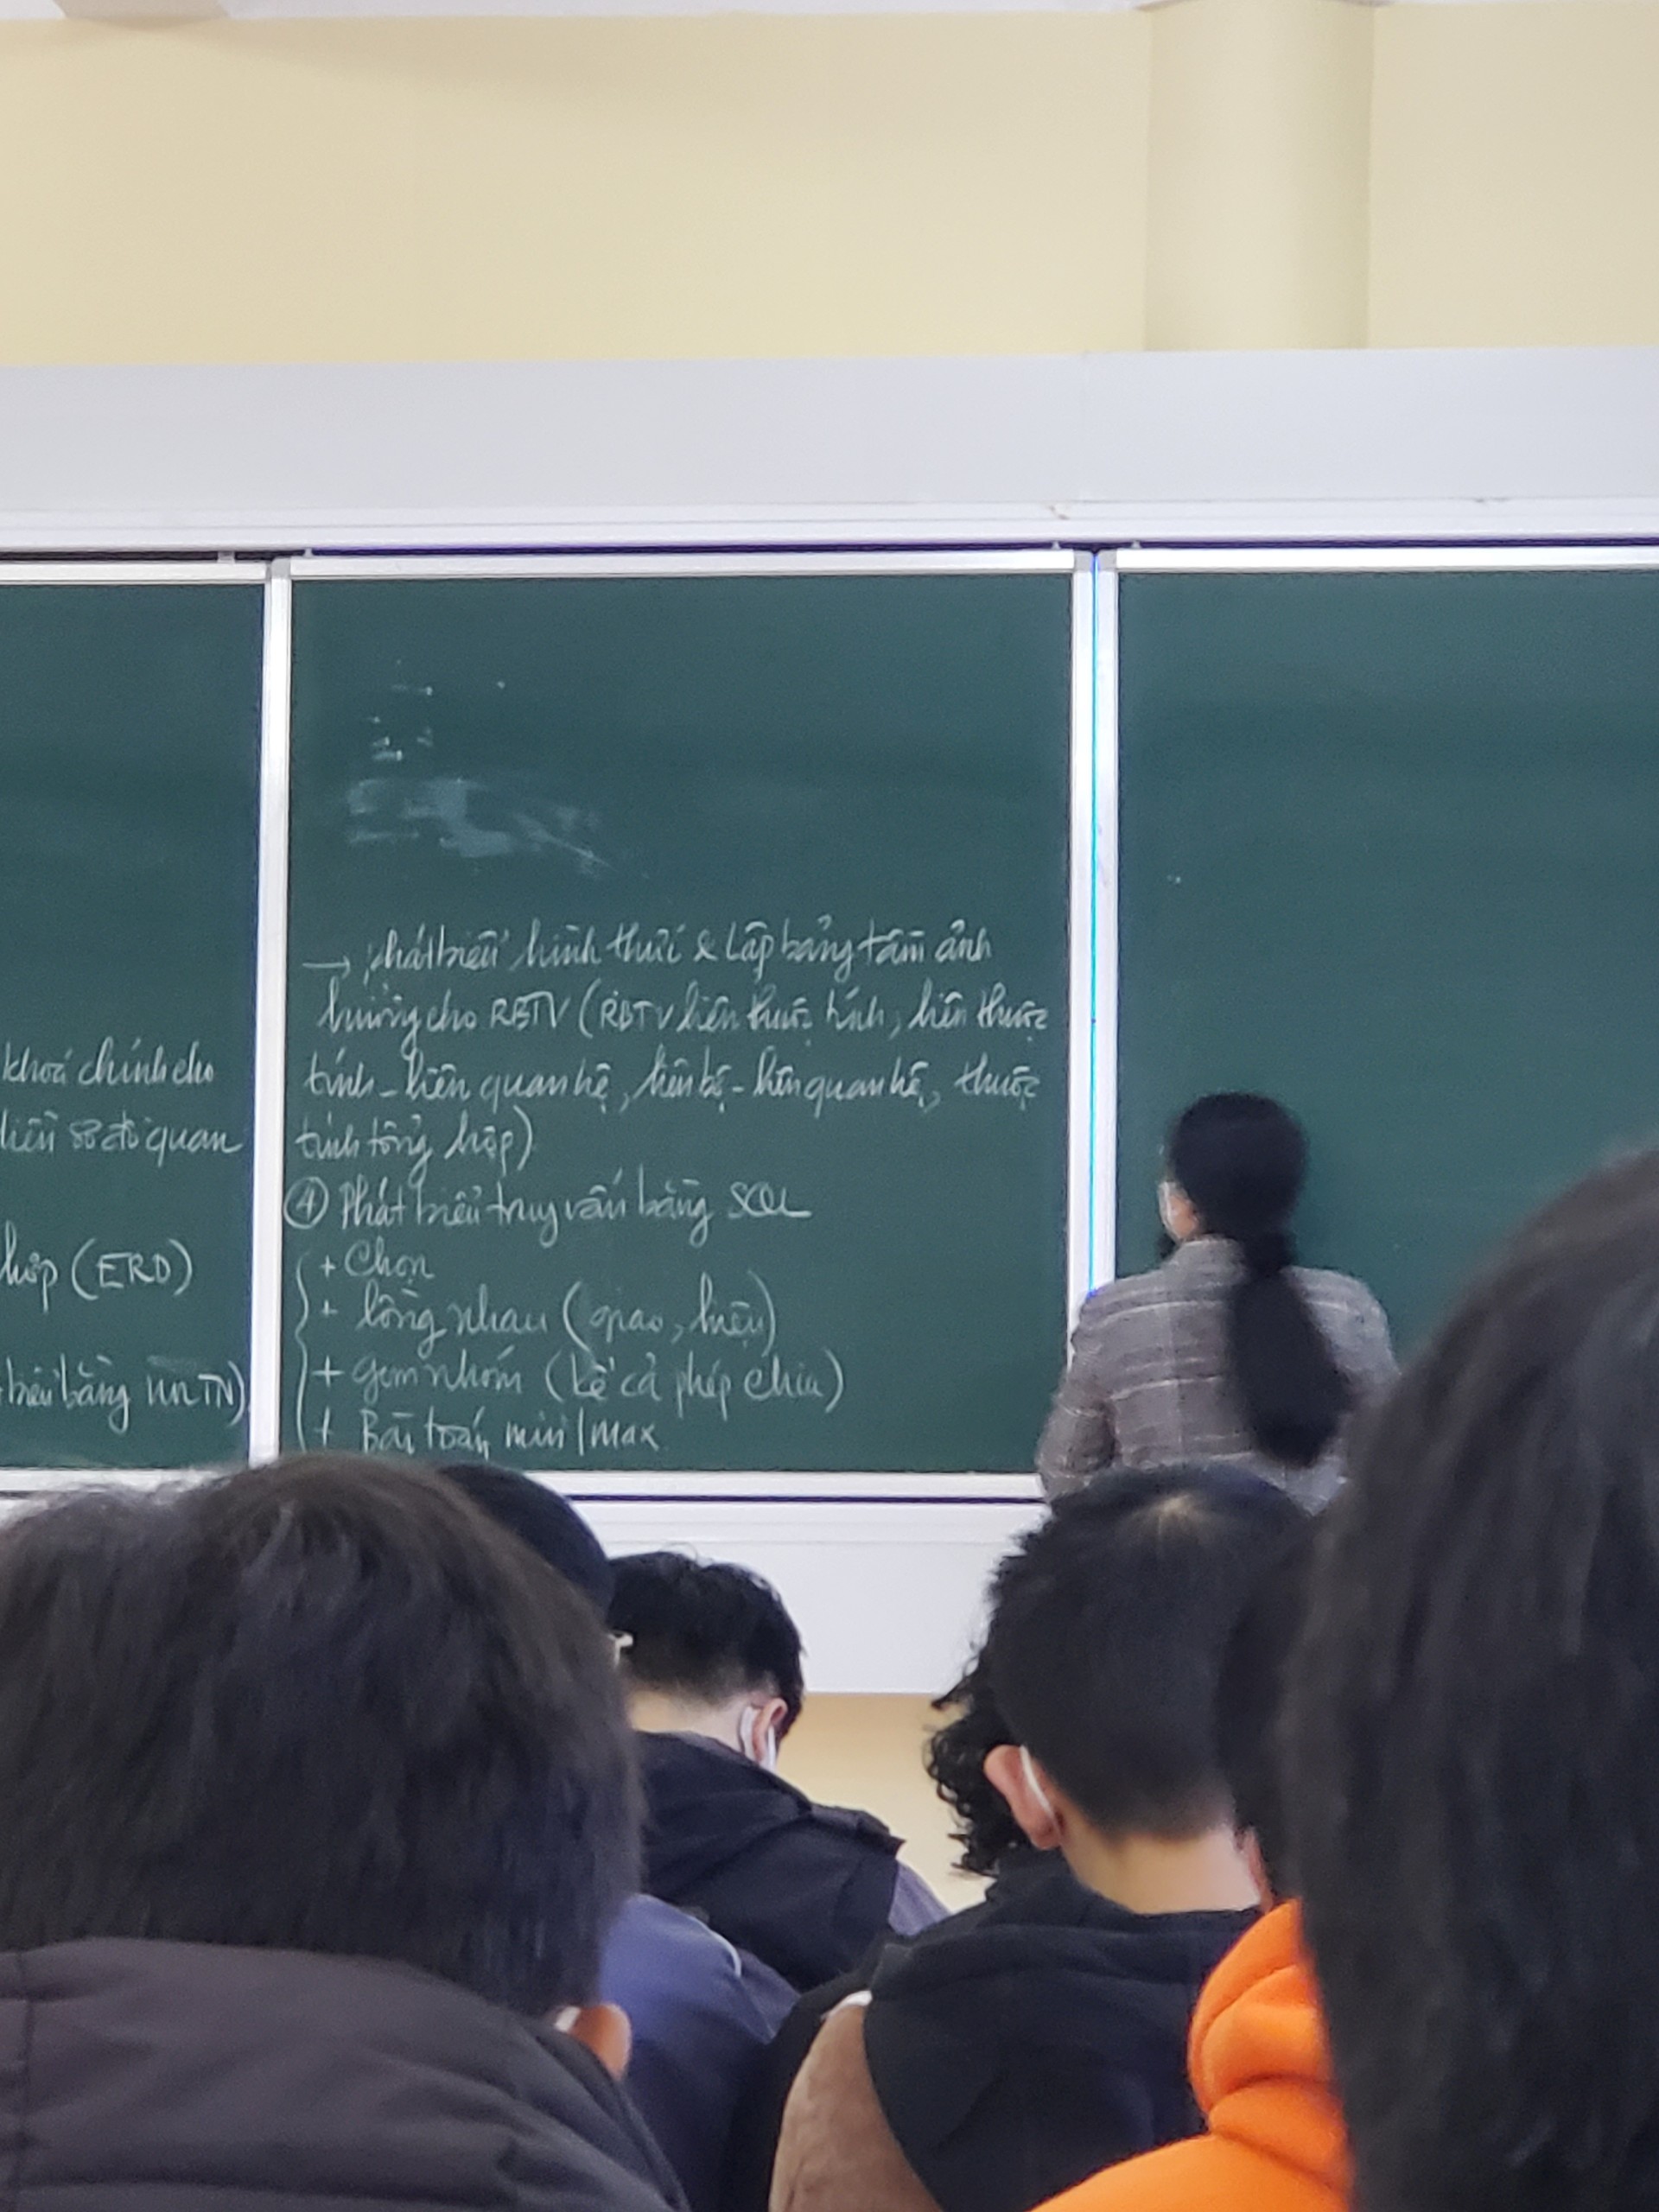 khoá chính cho
sơ đồ quan
hợp (ERD)
bằng NNTN)
→ phát biểu hình thức & Lập bảng tầm ảnh
hưởng cho RBTV (RBTV liên thuộc tính, liên thuộc
tính - liên quan hệ, liên bộ - liên quan hệ, thuộc
tính tổng hợp)
④ Phát biểu truy vấn bằng SQL
+ Chọn
+ lồng nhau (giao, hiệu)
+ gom nhóm (kể cả phép chia)
+ Bài toán min/max